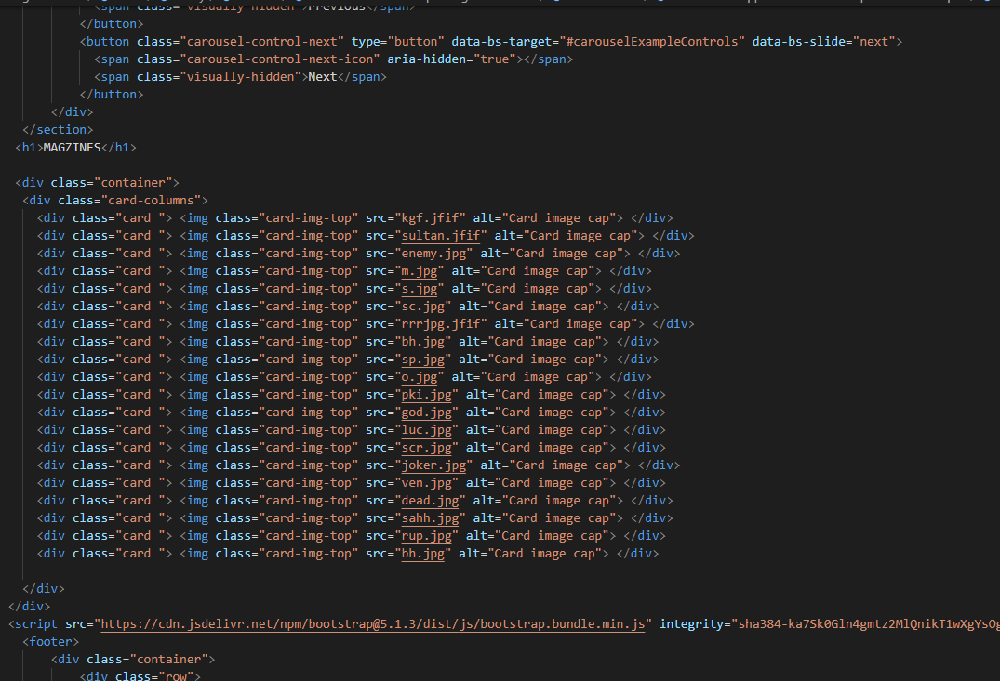 <span class="visually-hidden">Previous</span>
</button>
<button class="carousel-control-next" type="button" data-bs-target="#carouselExampleControls" data-bs-slide="next">
<span class="carousel-control-next-icon" aria-hidden="true"></span>
<span class="visually-hidden">Next</span>
</button>
</div>
</section>
<h1>MAGZINES</h1>
<div class="container">
<div class="card-columns">
<div class="card "> <img class="card-img-top" src="kgf.jfif" alt="Card image cap"> </div>
<div class="card "> <img class="card-img-top" src="sultan.jfif" alt="Card image cap"> </div>
<div class="card "> <img class="card-img-top" src="enemy.jpg" alt="Card image cap"> </div>
<div class="card "> <img class="card-img-top" src="m.jpg" alt="Card image cap"> </div>
<div class="card "> <img class="card-img-top" src="s.jpg" alt="Card image cap"> </div>
<div class="card "> <img class="card-img-top" src="sc.jpg" alt="Card image cap"> </div>
<div class="card "> <img class="card-img-top" src="rrrjpg.jfif" alt="Card image cap"> </div>
<div class="card "> <img class="card-img-top" src="bh.jpg" alt="Card image cap"> </div>
<div class="card "> <img class="card-img-top" src="sp.jpg" alt="Card image cap"> </div>
<div class="card "> <img class="card-img-top" src="o.jpg" alt="Card image cap"> </div>
<div class="card "> <img class="card-img-top" src="pki.jpg" alt="Card image cap"> </div>
<div class="card "> <img class="card-img-top" src="god.jpg" alt="Card image cap"> </div>
<div class="card "> <img class="card-img-top" src="luc.jpg" alt="Card image cap"> </div>
<div class="card "> <img class="card-img-top" src="scr.jpg" alt="Card image cap"> </div>
<div class="card "> <img class="card-img-top" src="joker.jpg" alt="Card image cap"> </div>
<div class="card "> <img class="card-img-top" src="ven.jpg" alt="Card image cap"> </div>
<div class="card "> <img class="card-img-top" src="dead.jpg" alt="Card image cap"> </div>
<div class="card "> <img class="card-img-top" src="sahh.jpg" alt="Card image cap"> </div>
<div class="card "> <img class="card-img-top" src="rup.jpg" alt="Card image cap"> </div>
<div class="card "> <img class="card-img-top" src="bh.jpg" alt="Card image cap"> </div>
</div>
</div>
<script src="https://cdn.jsdelivr.net/npm/bootstrap@5.1.3/dist/js/bootstrap.bundle.min.js" integrity="sha384-ka7Sk0Gln4gmtz2MlQnikT1wXgYsOg
<footer>
<div class="container">
<div class="row">